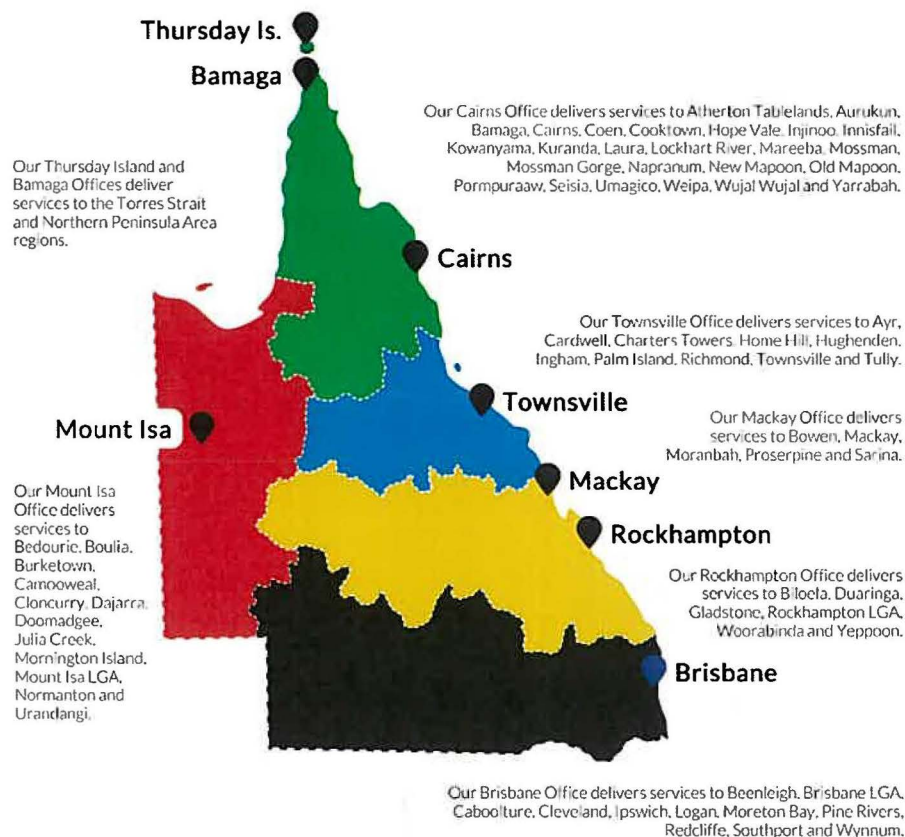 Thursday Is.
Bamaga
Our Cairns Office delivers services to Atherton Tablelands, Aurukun,
Bamaga, Cairns, Coen, Cooktown, Hope Vale, Injinoo, Innisfail,
Kowanyama, Kuranda, Laura, Lockhart River, Mareeba, Mossman,
Mossman Gorge, Napranum, New Mapoon, Old Mapoon,
Pormpuraaw, Seisia, Umagico, Weipa, Wujal Wujal and Yarrabah.
Our Thursday Island and
Bamaga Offices deliver
services to the Torres Strait
and Northern Peninsula Area
regions.
Cairns
Our Townsville Office delivers services to Ayr,
Cardwell, Charters Towers, Home Hill, Hughenden,
Ingham, Palm Island, Richmond, Townsville and Tully.
Townsville
Mount Isa
Our Mackay Office delivers
services to Bowen, Mackay,
Moranbah, Proserpine and Sarina.
Mackay
Our Mount Isa
Office delivers
services to
Bedourie, Boulia,
Burketown,
Camooweal,
Cloncurry, Dajarra,
Doomadgee,
Julia Creek,
Mornington Island,
Mount Isa LGA,
Normanton and
Urandangi.
Rockhampton
Our Rockhampton Office delivers
services to Biloela, Duaringa,
Gladstone, Rockhampton LGA,
Woorabinda and Yeppoon.
Brisbane
Our Brisbane Office delivers services to Beenleigh, Brisbane LGA,
Caboolture, Cleveland, Ipswich, Logan, Moreton Bay, Pine Rivers,
Redcliffe, Southport and Wynnum.